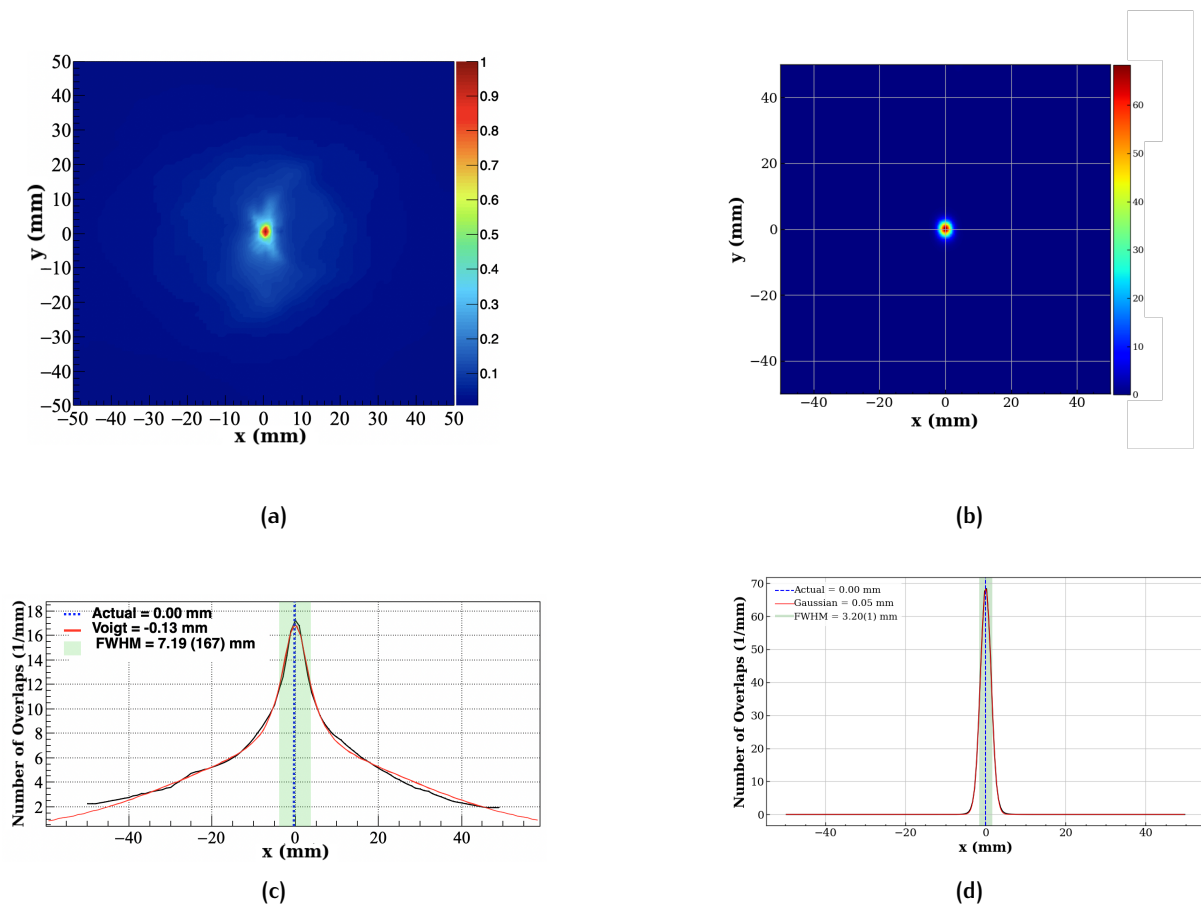 50
40
30
20
10
0
−10
−20
−30
−40
−50
−50 −40 −30 −20 −10 0 10 20 30 40 50
x (mm)
y (mm)
1
0.9
0.8
0.7
0.6
0.5
0.4
0.3
0.2
0.1
(a)
40
20
0
−20
−40
−40 −20 0 20 40
x (mm)
y (mm)
60
50
40
30
20
10
0
(b)
Number of Overlaps (1/mm)
18
16
14
12
10
8
6
4
2
Actual = 0.00 mm
Voigt = -0.13 mm
FWHM = 7.19 (167) mm
−40 −20 0 20 40
x (mm)
(c)
Number of Overlaps (1/mm)
70
60
50
40
30
20
10
0
Actual = 0.00 mm
Gaussian = 0.05 mm
FWHM = 3.20(1) mm
−40 −20 0 20 40
x (mm)
(d)